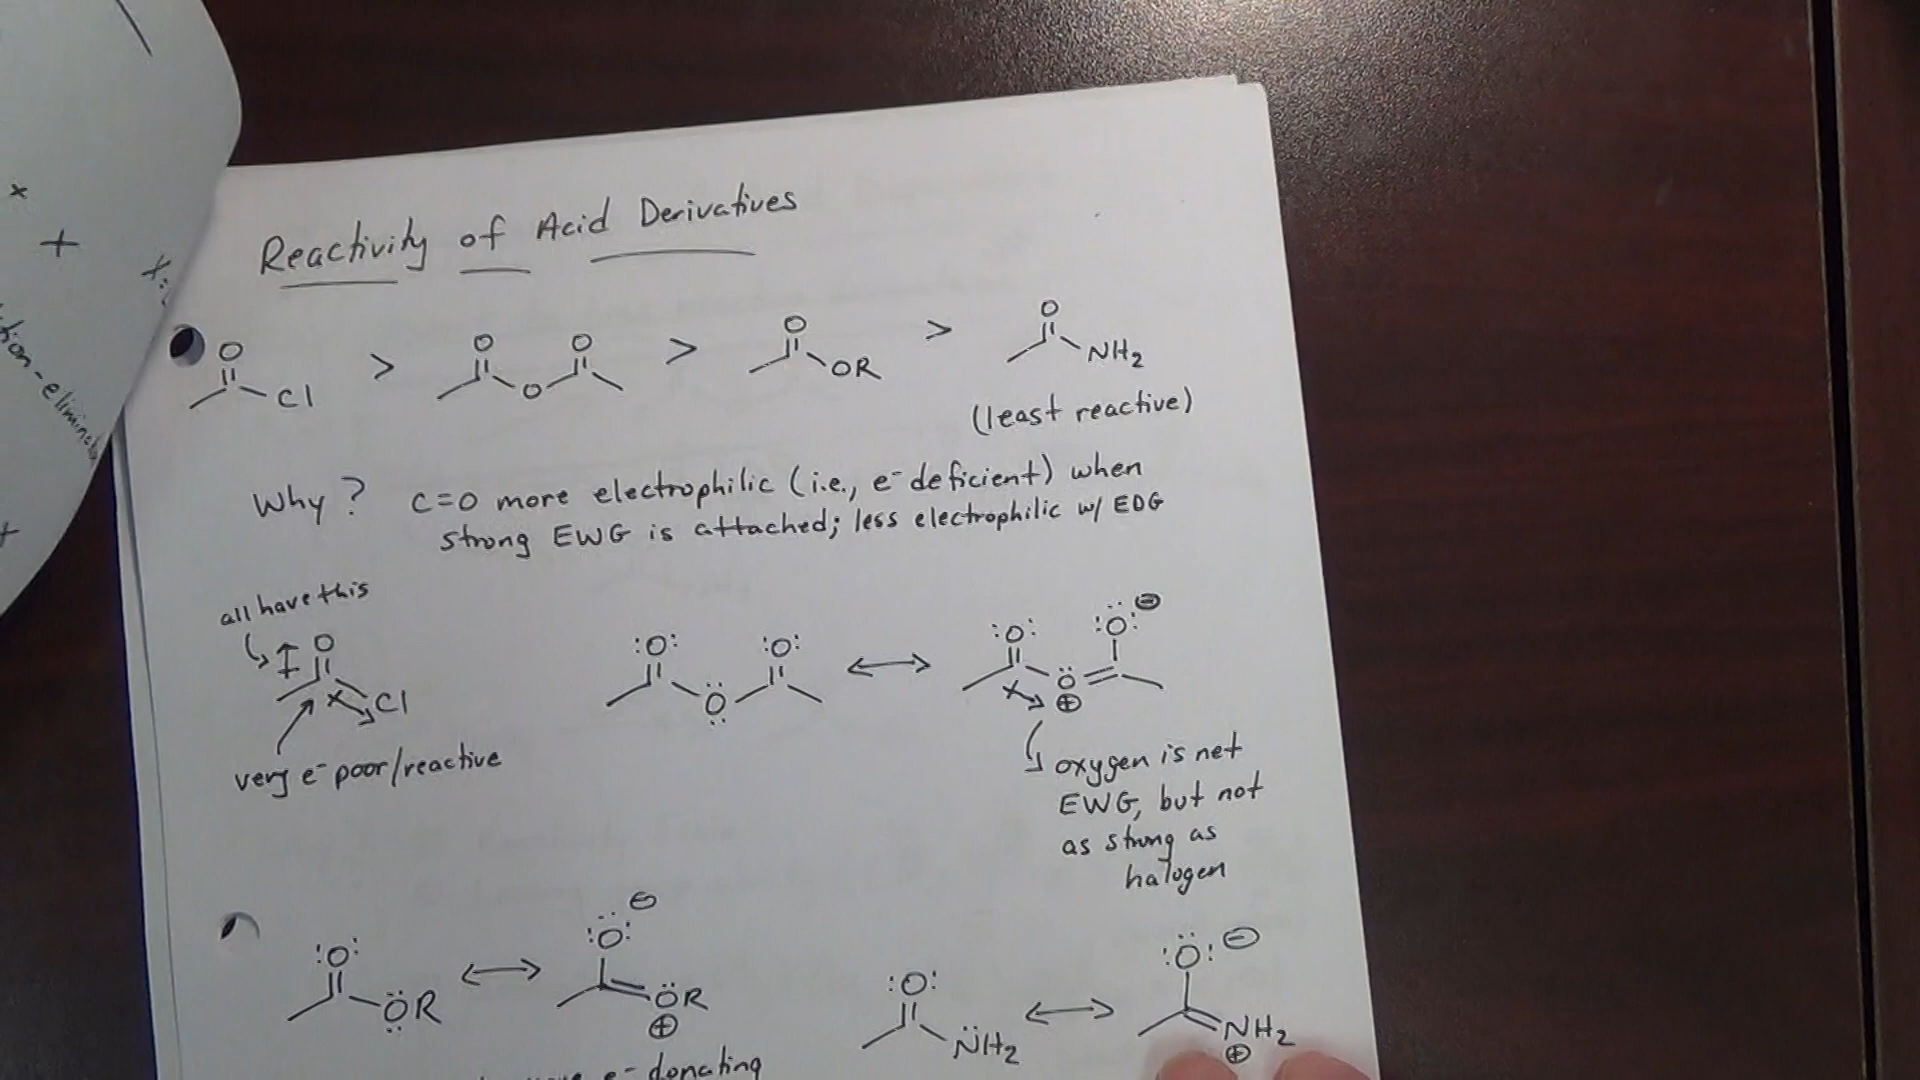 Reactivity of Acid Derivatives
O O O O O
Cl > O > OR > NH2
(least reactive)
Why? C=O more electrophilic (i.e., e- deficient) when
strong EWG is attached; less electrophilic w/ EDG
all have this
O
Cl
very e- poor/reactive
:O: :O: ↔ :O: :Ö: ⊖
Ö Ö
⊕
oxygen is net
EWG, but not
as strong as
halogen
:O: ↔ :Ö: ⊖
ÖR ÖR
⊕
:O: ↔ :Ö: ⊖
N̈H2 NH2
⊕
e- donating
+